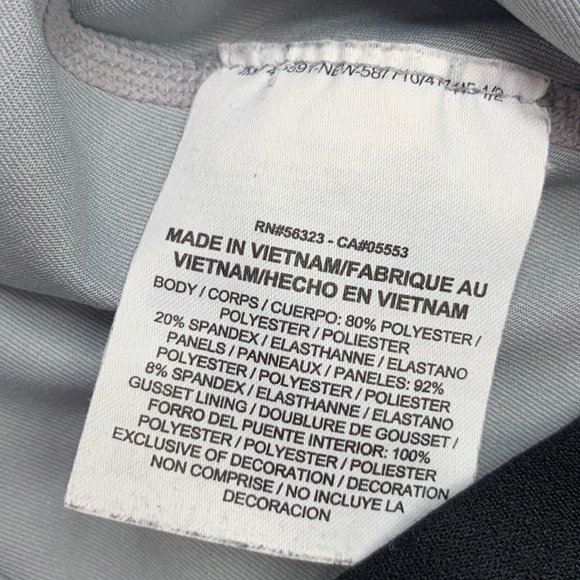 RN#56323 - CA#05553
MADE IN VIETNAM/FABRIQUE AU
VIETNAM/HECHO EN VIETNAM
BODY / CORPS / CUERPO: 80% POLYESTER /
POLYESTER / POLIESTER
20% SPANDEX / ELASTHANNE / ELASTANO
PANELS / PANNEAUX / PANELES: 92%
POLYESTER / POLYESTER / POLIESTER
8% SPANDEX / ELASTHANNE / ELASTANO
GUSSET LINING / DOUBLURE DE GOUSSET /
FORRO DEL PUENTE INTERIOR: 100%
POLYESTER / POLYESTER / POLIESTER
EXCLUSIVE OF DECORATION / DECORATION
NON COMPRISE / NO INCLUYE LA
DECORACION